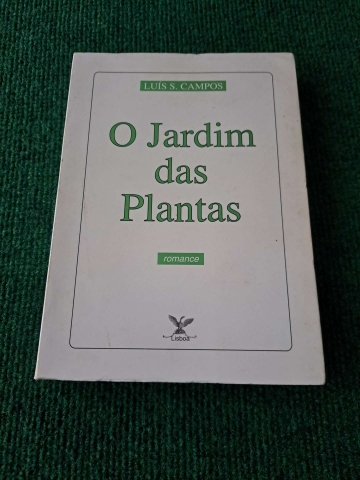 LUÍS S. CAMPOS
O Jardim
das
Plantas
romance
Lisboa